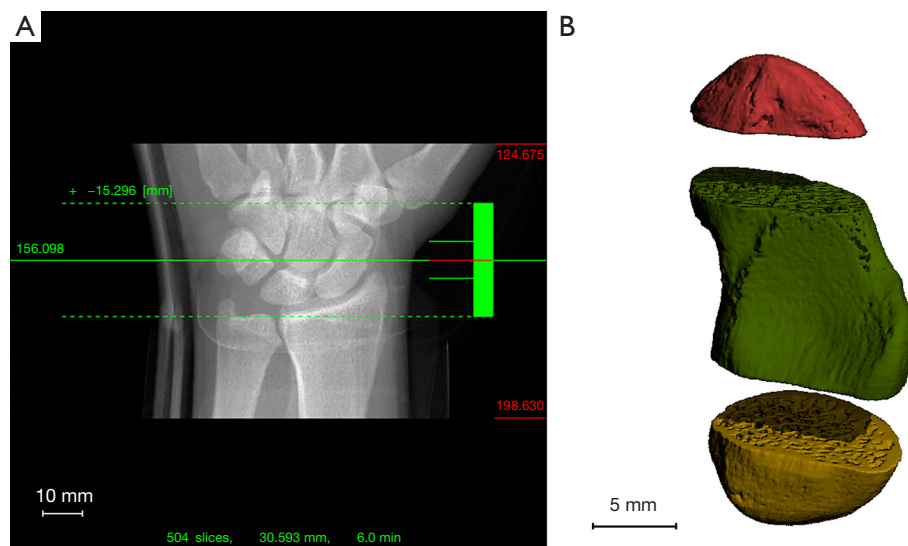 A
B
124.675
+ −15.296 [mm]
156.098
198.630
10 mm
5 mm
504 slices, 30.593 mm, 6.0 min